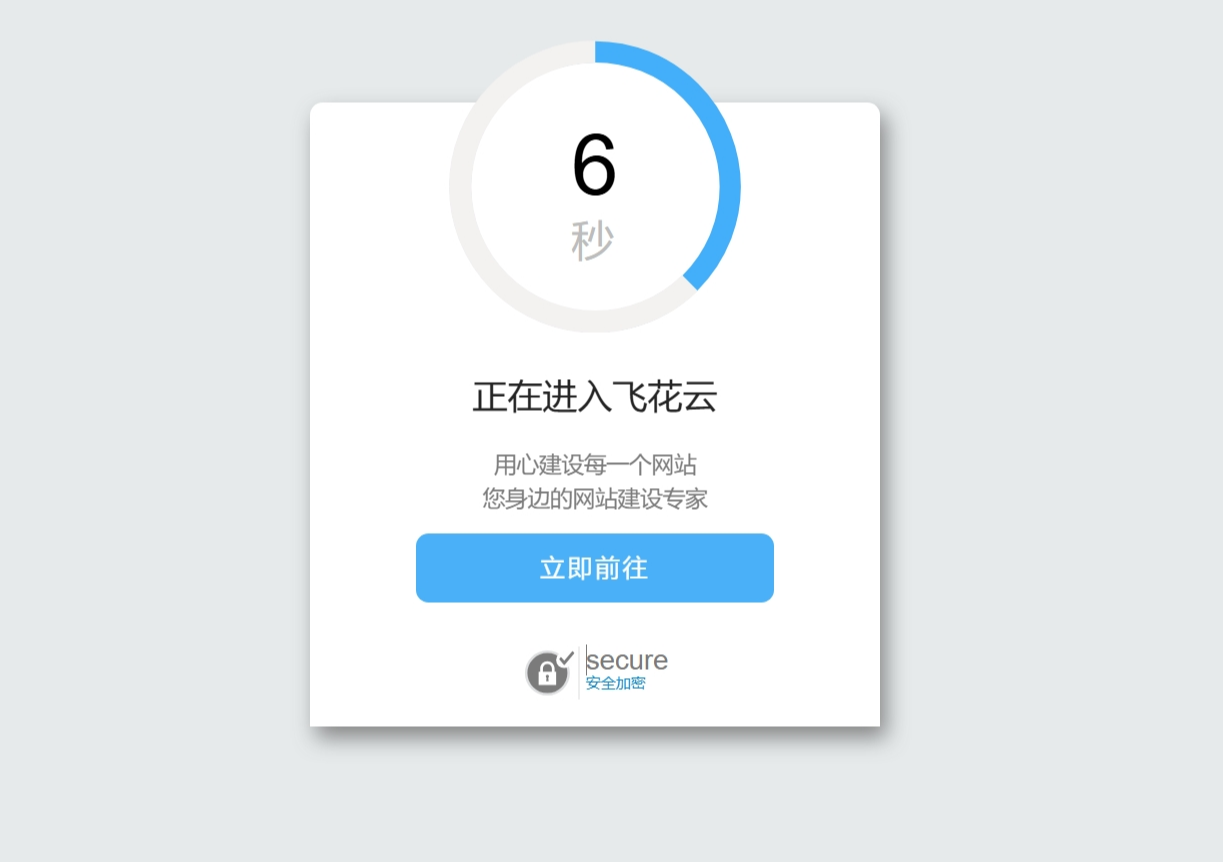 6
秒
正在进入飞花云
用心建设每一个网站
您身边的网站建设专家
立即前往
secure
安全加密